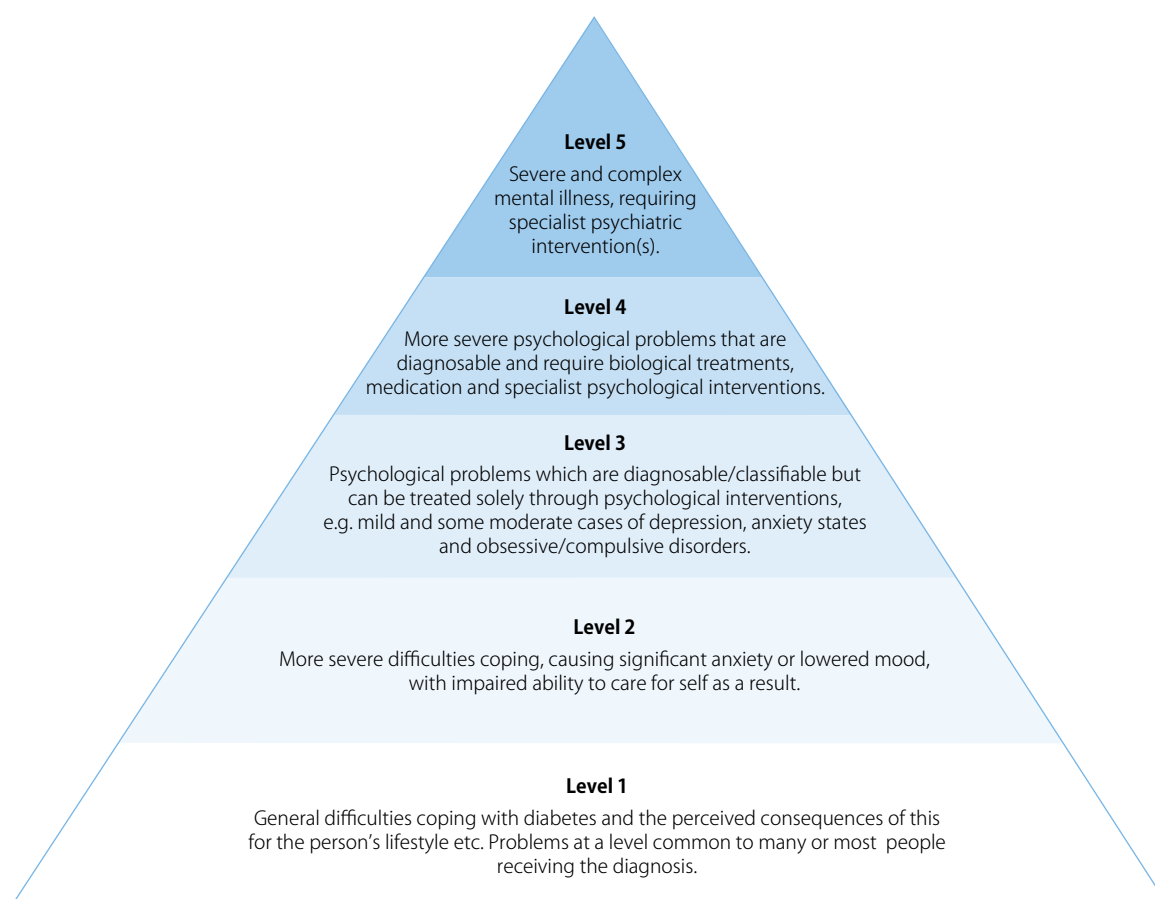 Level 5
Severe and complex
mental illness, requiring
specialist psychiatric
intervention(s).
Level 4
More severe psychological problems that are
diagnosable and require biological treatments,
medication and specialist psychological interventions.
Level 3
Psychological problems which are diagnosable/classifiable but
can be treated solely through psychological interventions,
e.g. mild and some moderate cases of depression, anxiety states
and obsessive/compulsive disorders.
Level 2
More severe difficulties coping, causing significant anxiety or lowered mood,
with impaired ability to care for self as a result.
Level 1
General difficulties coping with diabetes and the perceived consequences of this
for the person’s lifestyle etc. Problems at a level common to many or most people
receiving the diagnosis.